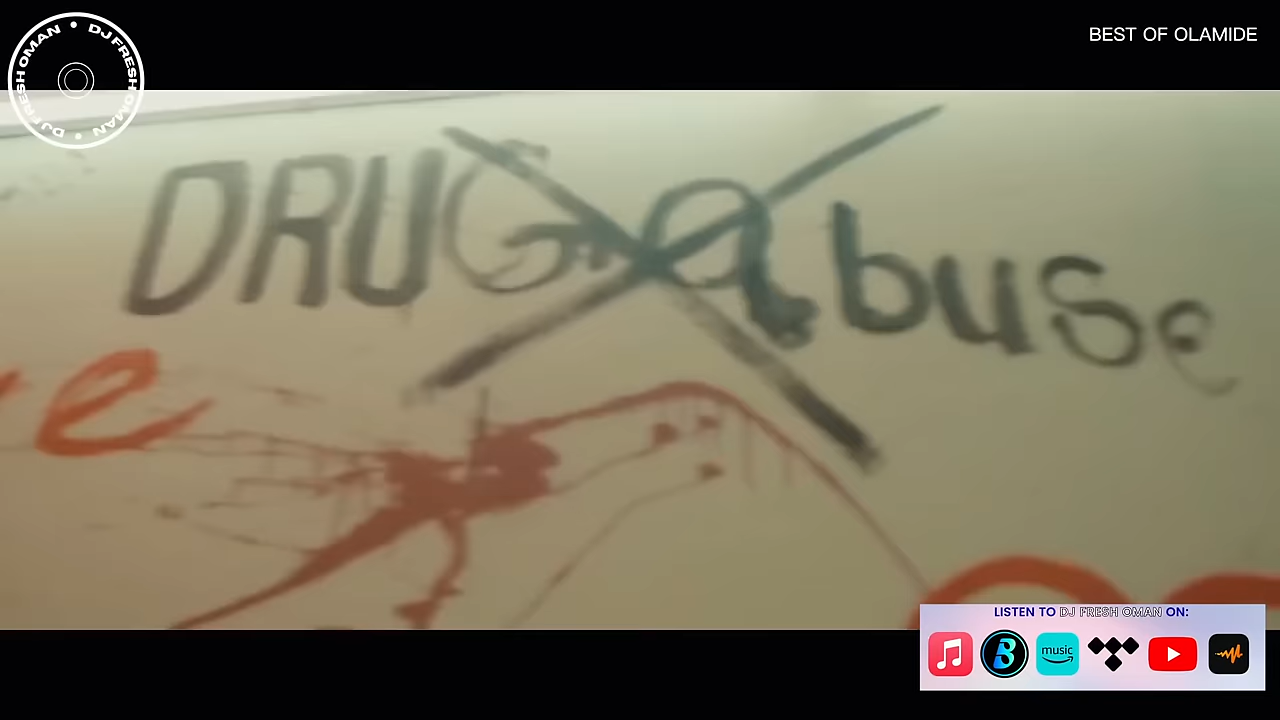 DJ FRESH OMAN • DJ FRESH OMAN •
BEST OF OLAMIDE
DRUG abuse
e
LISTEN TO DJ FRESH OMAN ON:
music